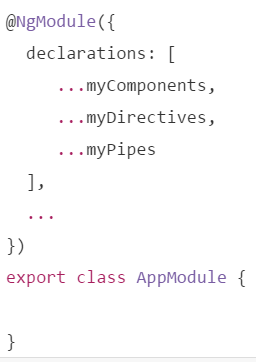 @NgModule({
  declarations: [
     ...myComponents,
     ...myDirectives,
     ...myPipes
  ],
  ...
})
export class AppModule {
}